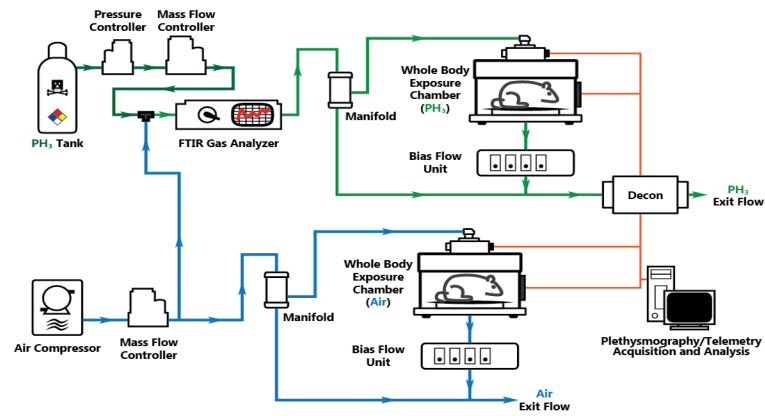 Pressure
Controller
Mass Flow
Controller
PH₃ Tank
FTIR Gas Analyzer
Manifold
Whole Body
Exposure
Chamber
(PH₃)
Bias Flow
Unit
Decon
PH₃
Exit Flow
Air Compressor
Mass Flow
Controller
Manifold
Whole Body
Exposure
Chamber
(Air)
Bias Flow
Unit
Air
Exit Flow
Plethysmography/Telemetry
Acquisition and Analysis